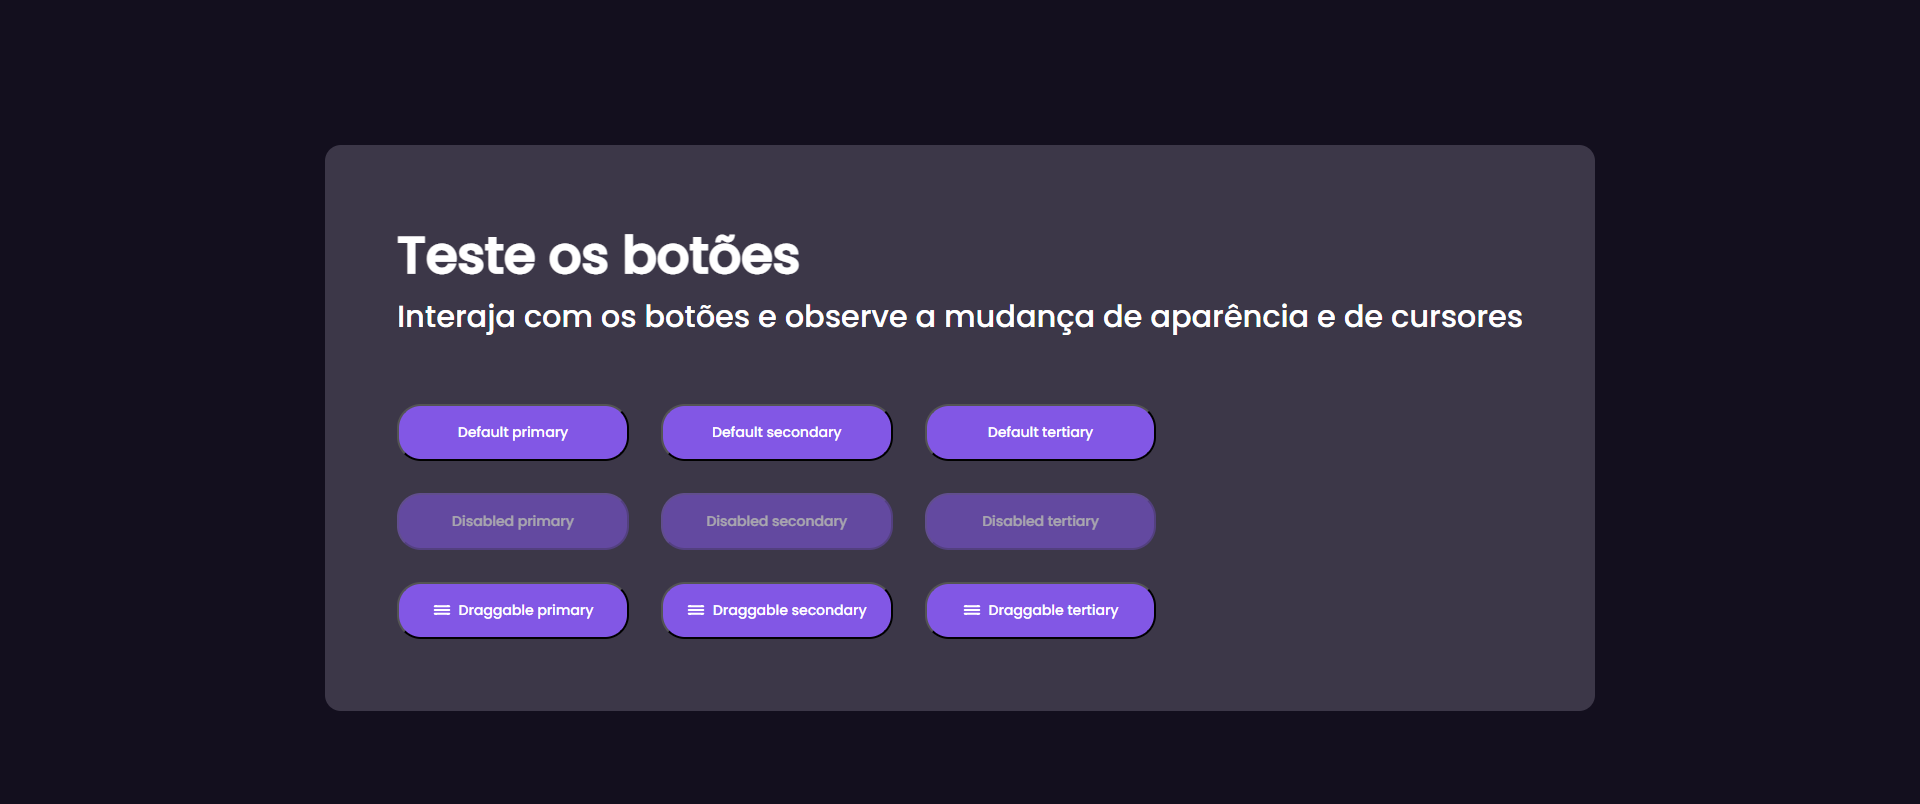 Teste os botões
Interaja com os botões e observe a mudança de aparência e de cursores
Default primary
Default secondary
Default tertiary
Disabled primary
Disabled secondary
Disabled tertiary
Draggable primary
Draggable secondary
Draggable tertiary